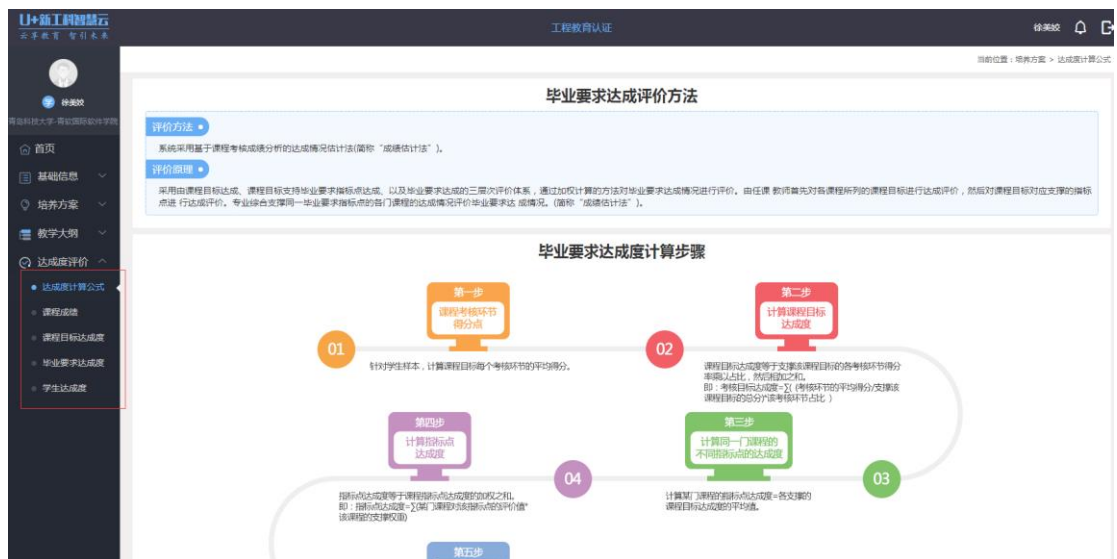 U+新工科智慧云
云享教育 智引未来
工程教育认证
徐美姣
当前位置：培养方案 > 达成度计算公式
徐美姣
青岛科技大学-青软国际软件学院
首页
基础信息
培养方案
教学大纲
达成度评价
达成度计算公式
课程成绩
课程目标达成度
毕业要求达成度
学生达成度
毕业要求达成评价方法
评价方法
系统采用基于课程考核成绩分析的达成情况估计法(简称“成绩估计法”)。
评价原理
采用由课程目标达成、课程目标支持毕业要求指标点达成、以及毕业要求达成的三层次评价体系，通过加权计算的方法对毕业要求达成情况进行评价。由任课 教师首先对各课程所列的课程目标进行达成评价，然后对课程目标对应支撑的指标
点进 行达成评价。专业综合支撑同一毕业要求指标点的各门课程的达成情况评价毕业要求达 成情况。(简称“成绩估计法”)。
毕业要求达成度计算步骤
第一步
课程考核环节
得分点
01
针对学生样本，计算课程目标每个考核环节的平均得分。
第二步
计算课程目标
达成度
02
课程目标达成度等于支撑该课程目标的各考核环节得分
率乘以占比，然后相加之和。
即：考核目标达成度=∑( (考核环节的平均得分/支撑该
课程目标的总分)*该考核环节占比 )
第三步
计算同一门课程的
不同指标点的达成度
03
计算某门课程的指标点达成度=各支撑的
课程目标达成度的平均值。
第四步
计算指标点
达成度
04
指标点达成度等于课程指标点达成度的加权之和。
即：指标点达成度=∑(某门课程对该指标点的评价值*
该课程的支撑权重)
第五步